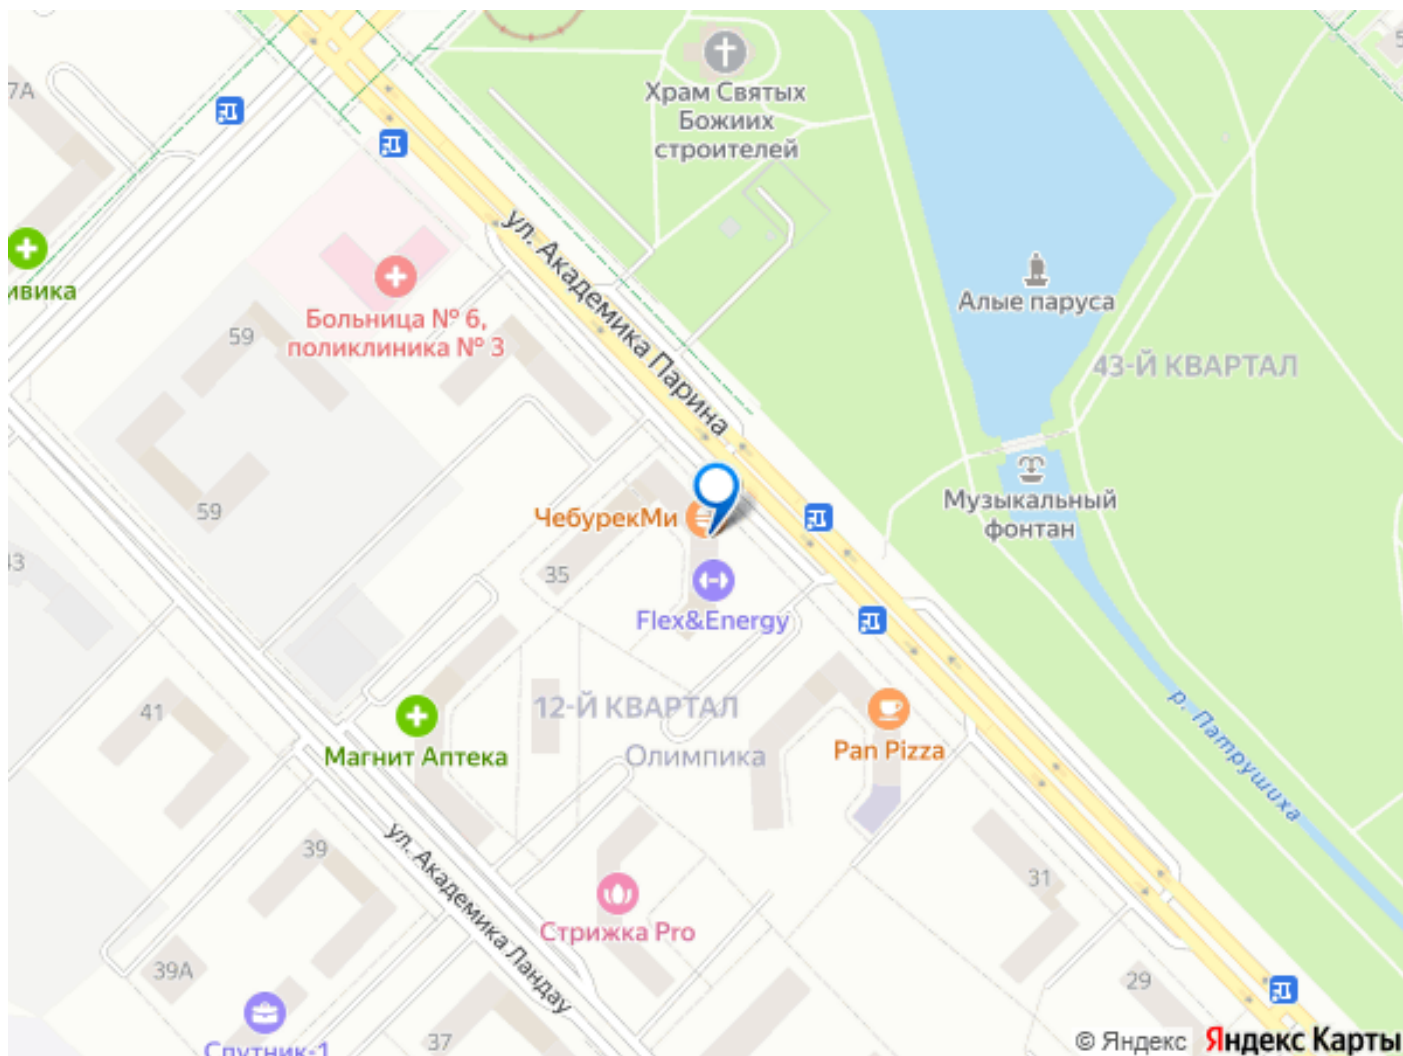 Храм Святых
Божиих
строителей
7А
ул. Академика Парина
ивика
Больница № 6,
поликлиника № 3
59
Алые паруса
43-Й КВАРТАЛ
59
ЧебурекМи
Музыкальный
фонтан
35
Flex&Energy
41
12-Й КВАРТАЛ
Олимпика
Магнит Аптека
Pan Pizza
р. Патрушиха
39
ул. Академика Ландау
31
Стрижка Pro
39А
29
Спутник-1
37
© Яндекс
Яндекс Карты